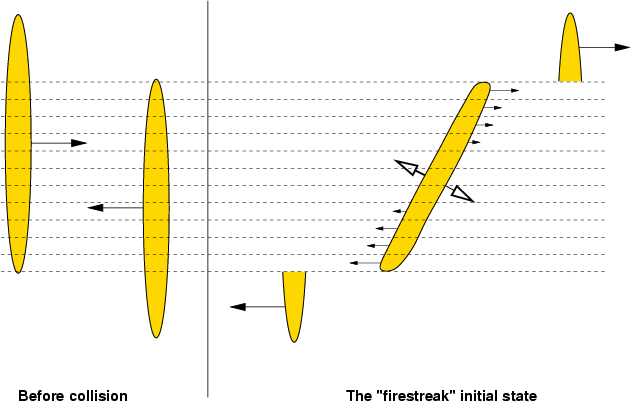 Before collision
The "firestreak" initial state